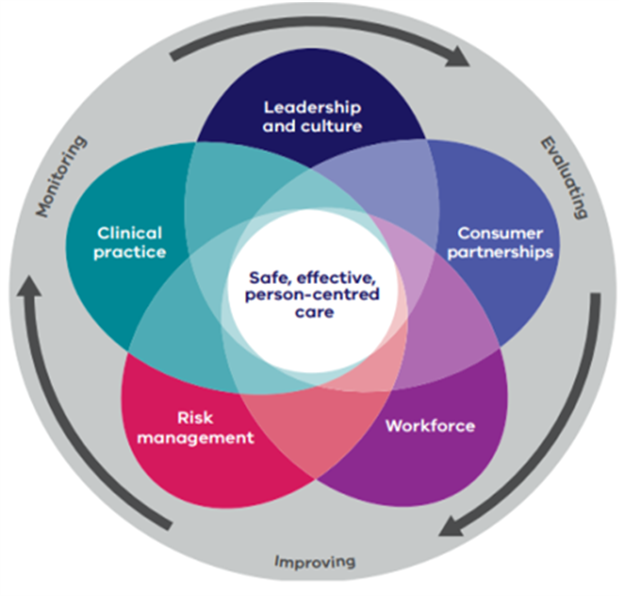 Leadership
and culture
Monitoring
Evaluating
Clinical
practice
Consumer
partnerships
Safe, effective,
person-centred
care
Risk
management
Workforce
Improving